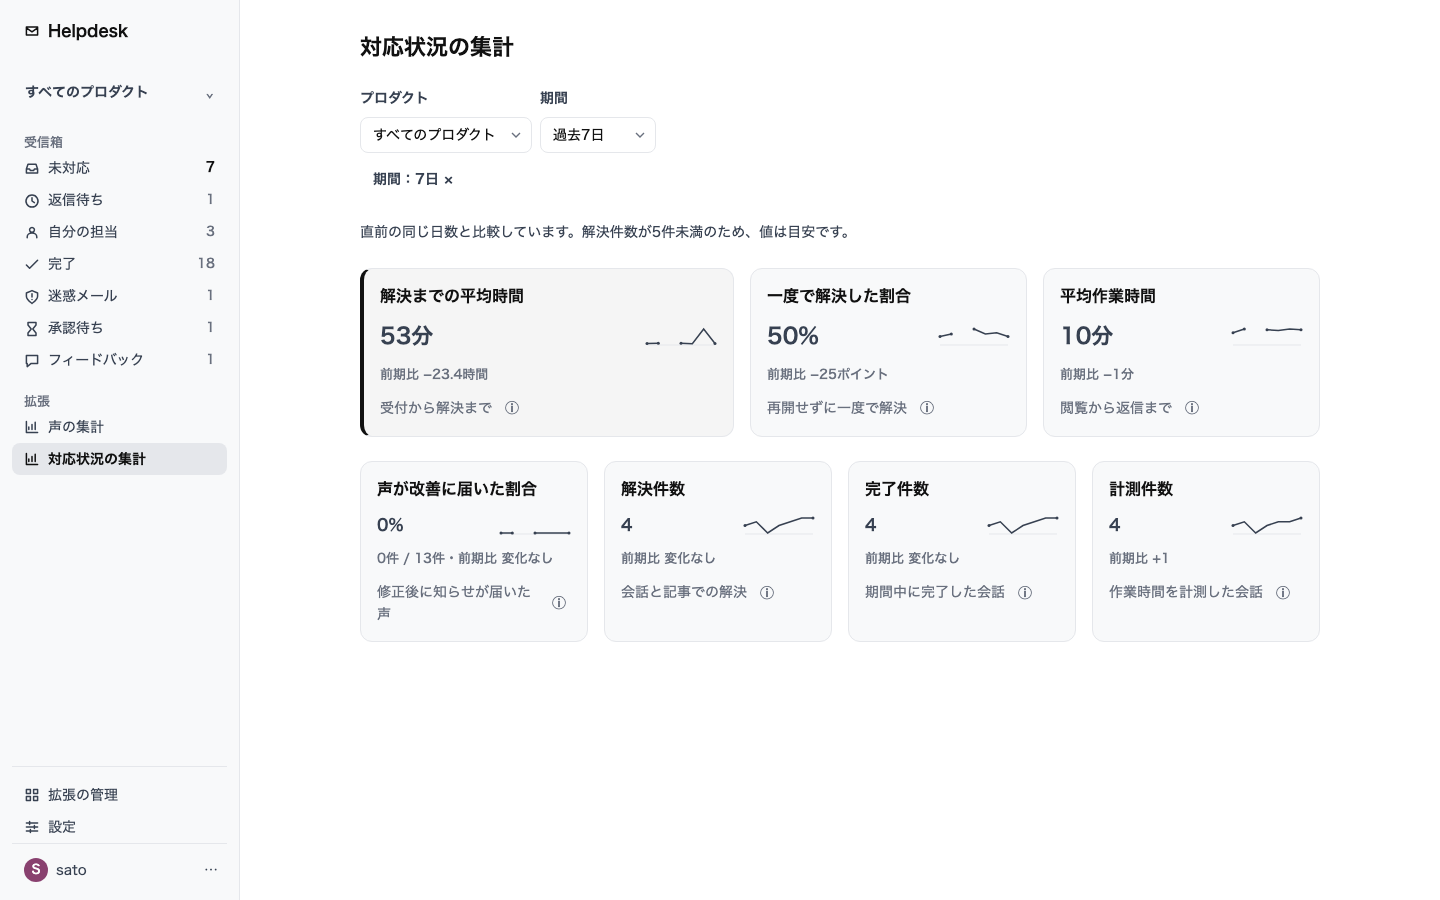 Helpdesk
すべてのプロダクト
受信箱
未対応 7
返信待ち 1
自分の担当 3
完了 18
迷惑メール 1
承認待ち 1
フィードバック 1
拡張
声の集計
対応状況の集計
拡張の管理
設定
S sato ...
対応状況の集計
プロダクト 期間
すべてのプロダクト 過去7日
期間：7日 ×
直前の同じ日数と比較しています。解決件数が5件未満のため、値は目安です。
解決までの平均時間
53分
前期比 −23.4時間
受付から解決まで
一度で解決した割合
50%
前期比 −25ポイント
再開せずに一度で解決
平均作業時間
10分
前期比 −1分
閲覧から返信まで
声が改善に届いた割合
0%
0件 / 13件・前期比 変化なし
修正後に知らせが届いた
声
解決件数
4
前期比 変化なし
会話と記事での解決
完了件数
4
前期比 変化なし
期間中に完了した会話
計測件数
4
前期比 +1
作業時間を計測した会話